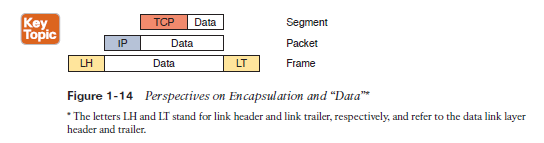 Key
Topic
TCP Data Segment
IP Data Packet
LH Data LT Frame
Figure 1-14 Perspectives on Encapsulation and “Data”*
* The letters LH and LT stand for link header and link trailer, respectively, and refer to the data link layer
header and trailer.